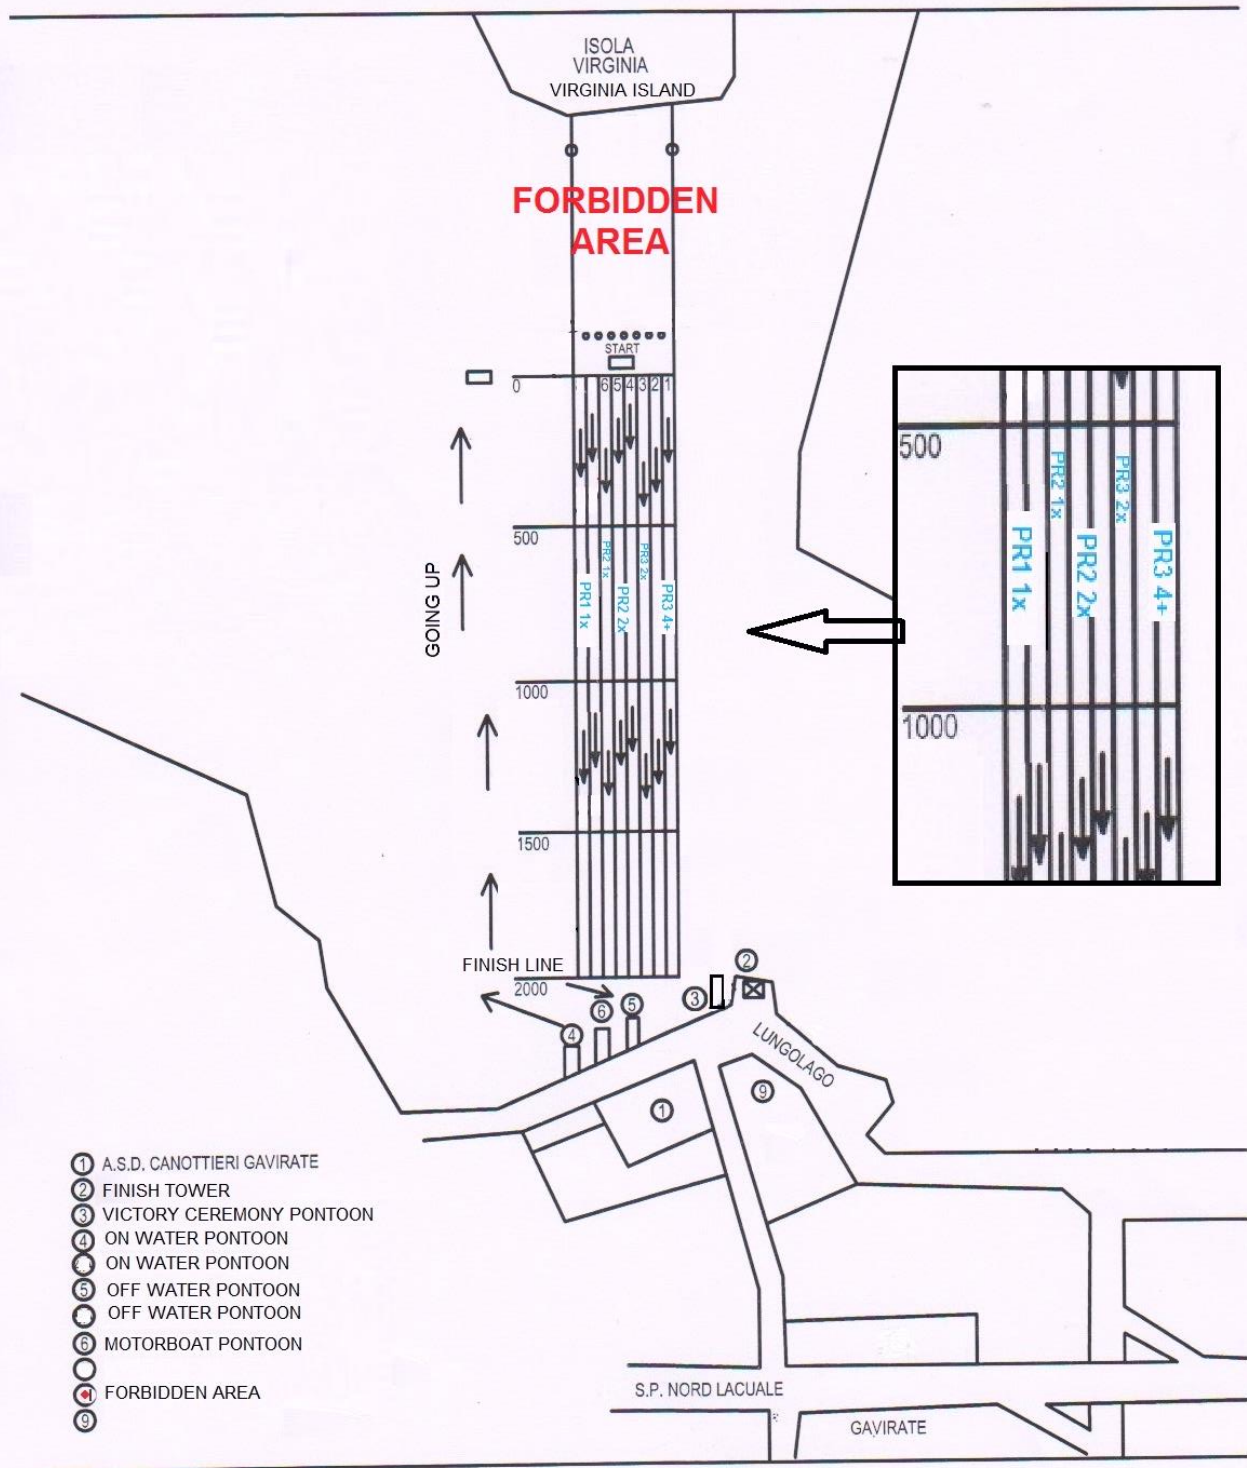 ISOLA
VIRGINIA
VIRGINIA ISLAND
FORBIDDEN
AREA
START
0
6 5 4 3 2 1
500
PR2 1x
PR3 2x
PR1 1x
PR2 2x
PR3 4+
GOING UP
1000
1500
FINISH LINE
2000
500
PR2 1x
PR3 2x
PR1 1x
PR2 2x
PR3 4+
1000
2
3
5
6
4
LUNGOLAGO
9
1
1 A.S.D. CANOTTIERI GAVIRATE
2 FINISH TOWER
3 VICTORY CEREMONY PONTOON
4 ON WATER PONTOON
ON WATER PONTOON
5 OFF WATER PONTOON
OFF WATER PONTOON
6 MOTORBOAT PONTOON
FORBIDDEN AREA
9
S.P. NORD LACUALE
GAVIRATE